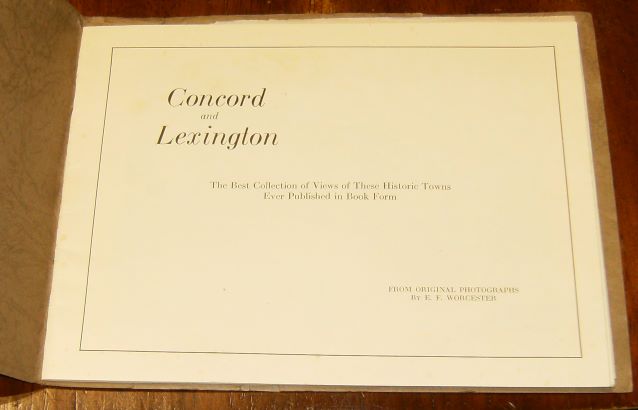 Concord
and
Lexington
The Best Collection of Views of These Historic Towns
Ever Published in Book Form
FROM ORIGINAL PHOTOGRAPHS
BY E. F. WORCESTER